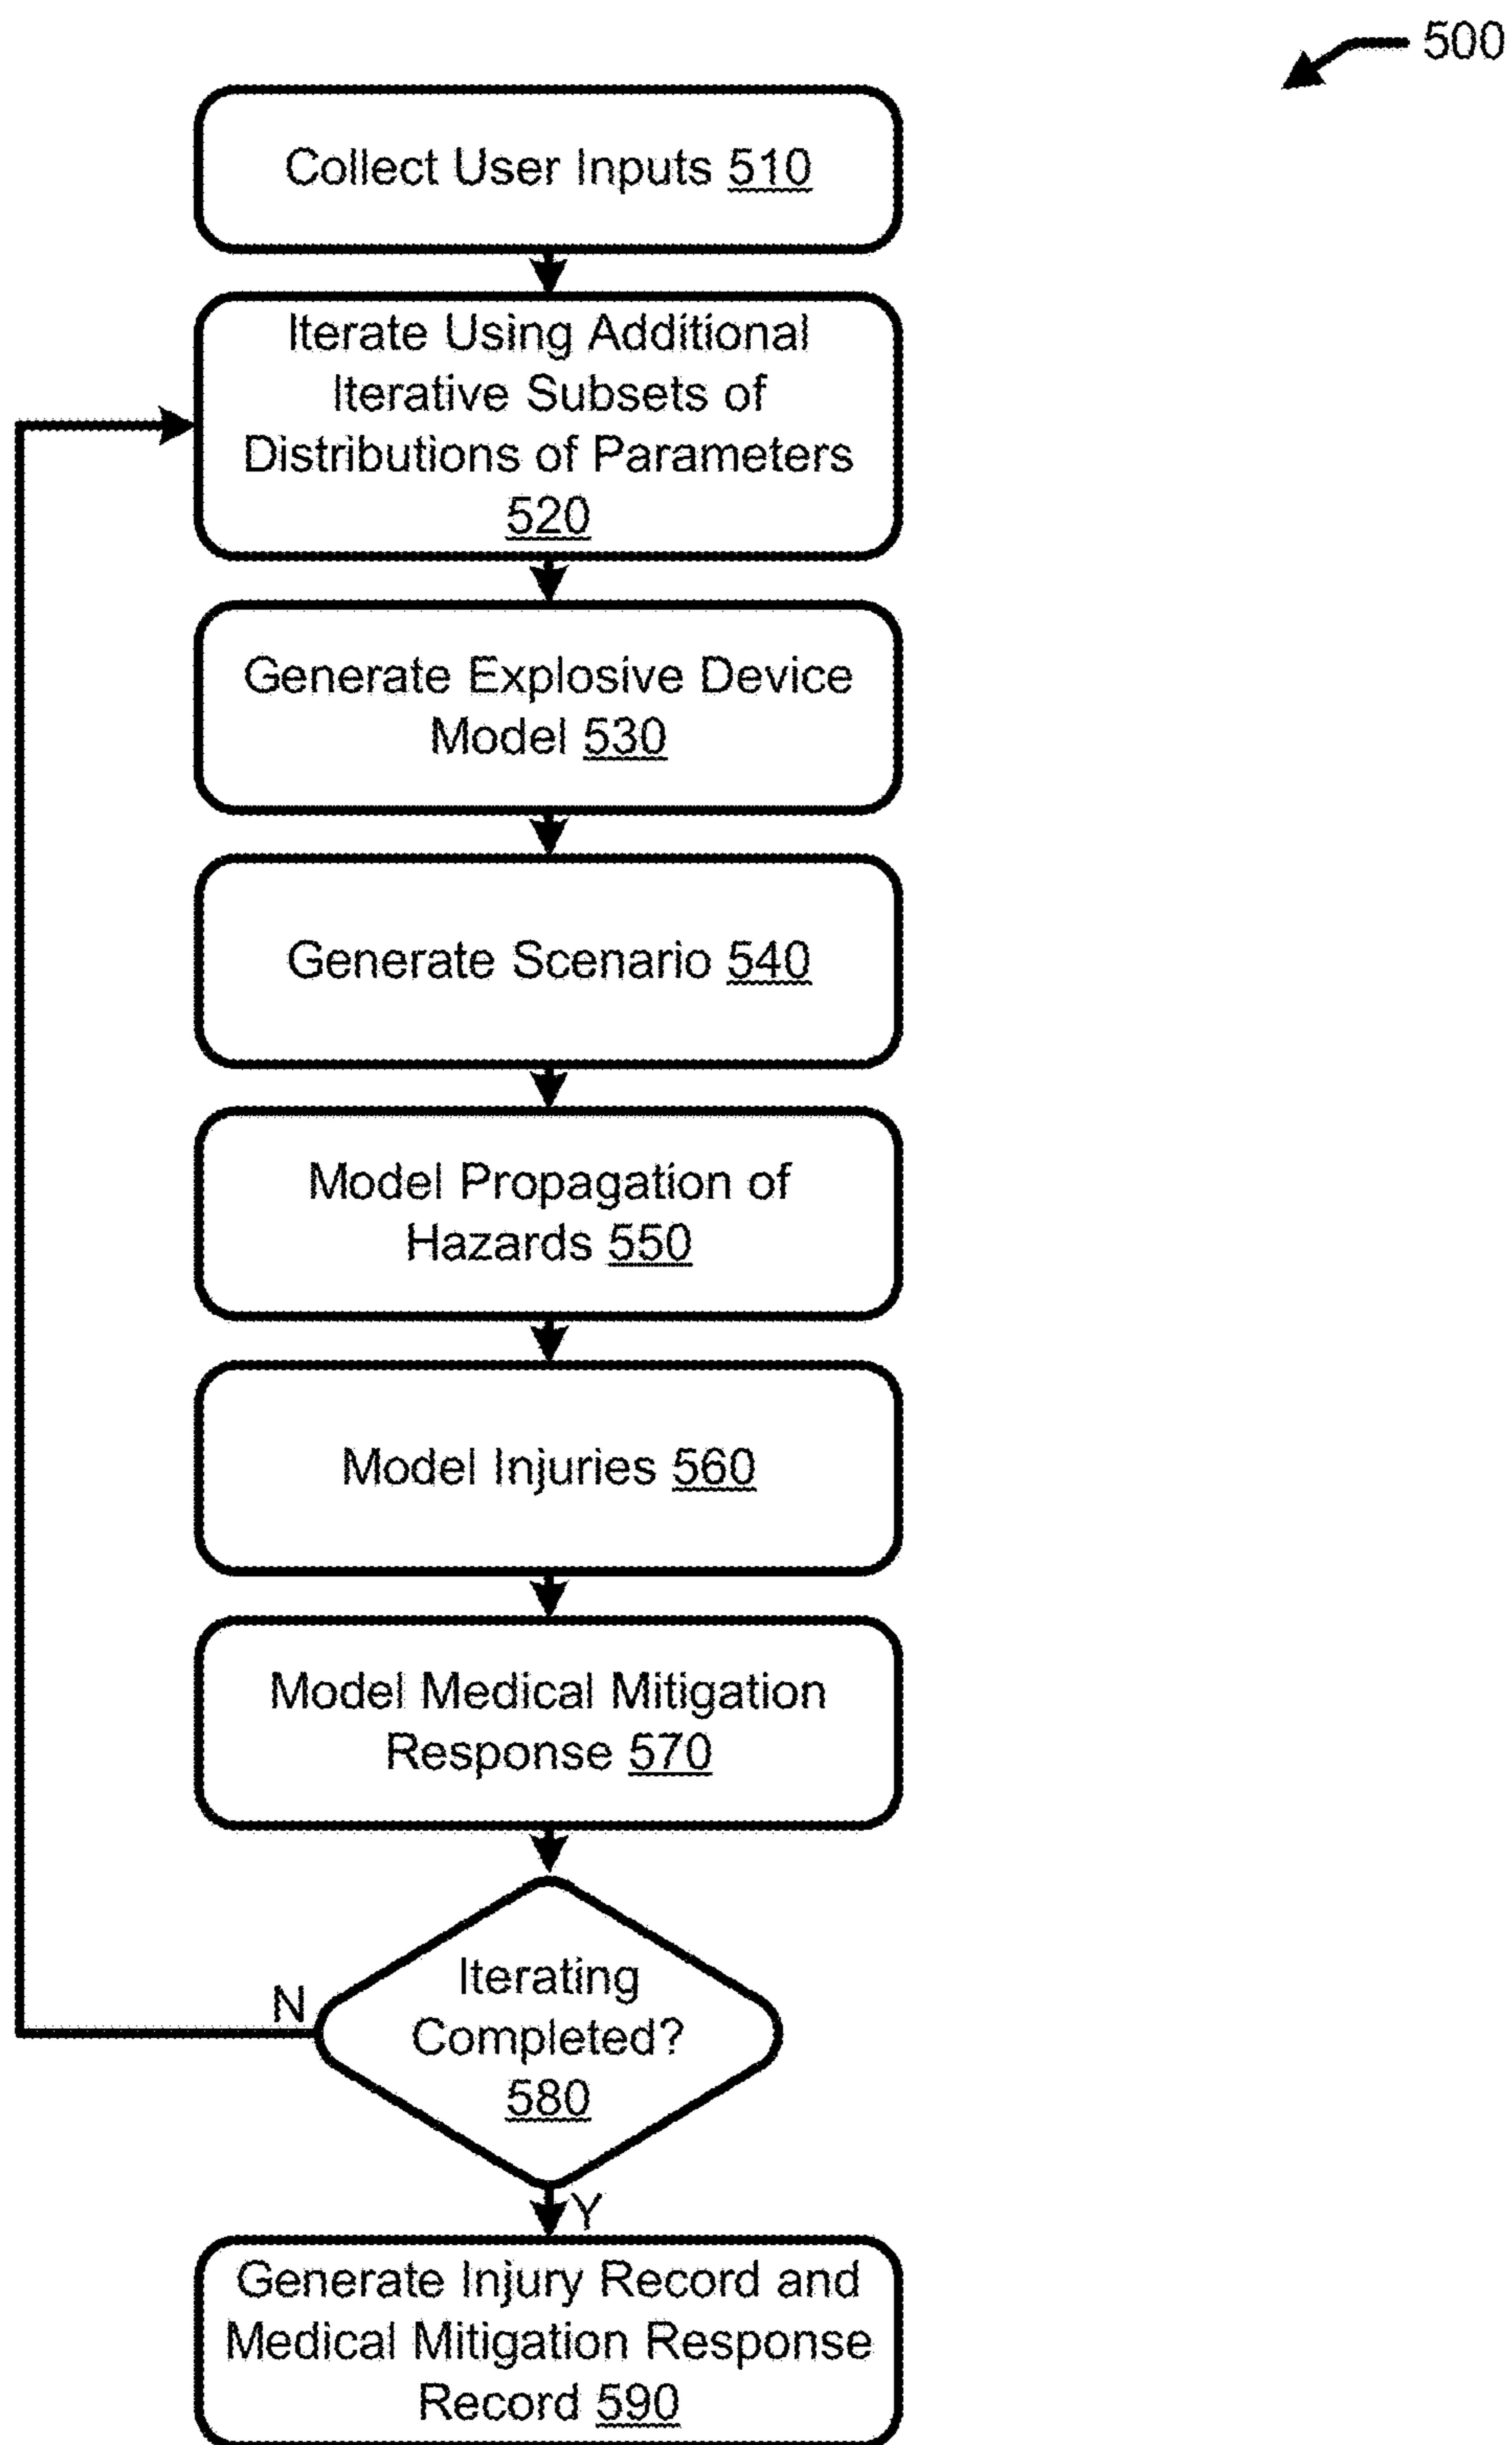 500
Collect User Inputs 510
Iterate Using Additional
Iterative Subsets of
Distributions of Parameters
520
Generate Explosive Device
Model 530
Generate Scenario 540
Model Propagation of
Hazards 550
Model Injuries 560
Model Medical Mitigation
Response 570
Iterating
Completed?
580
N
Y
Generate Injury Record and
Medical Mitigation Response
Record 590